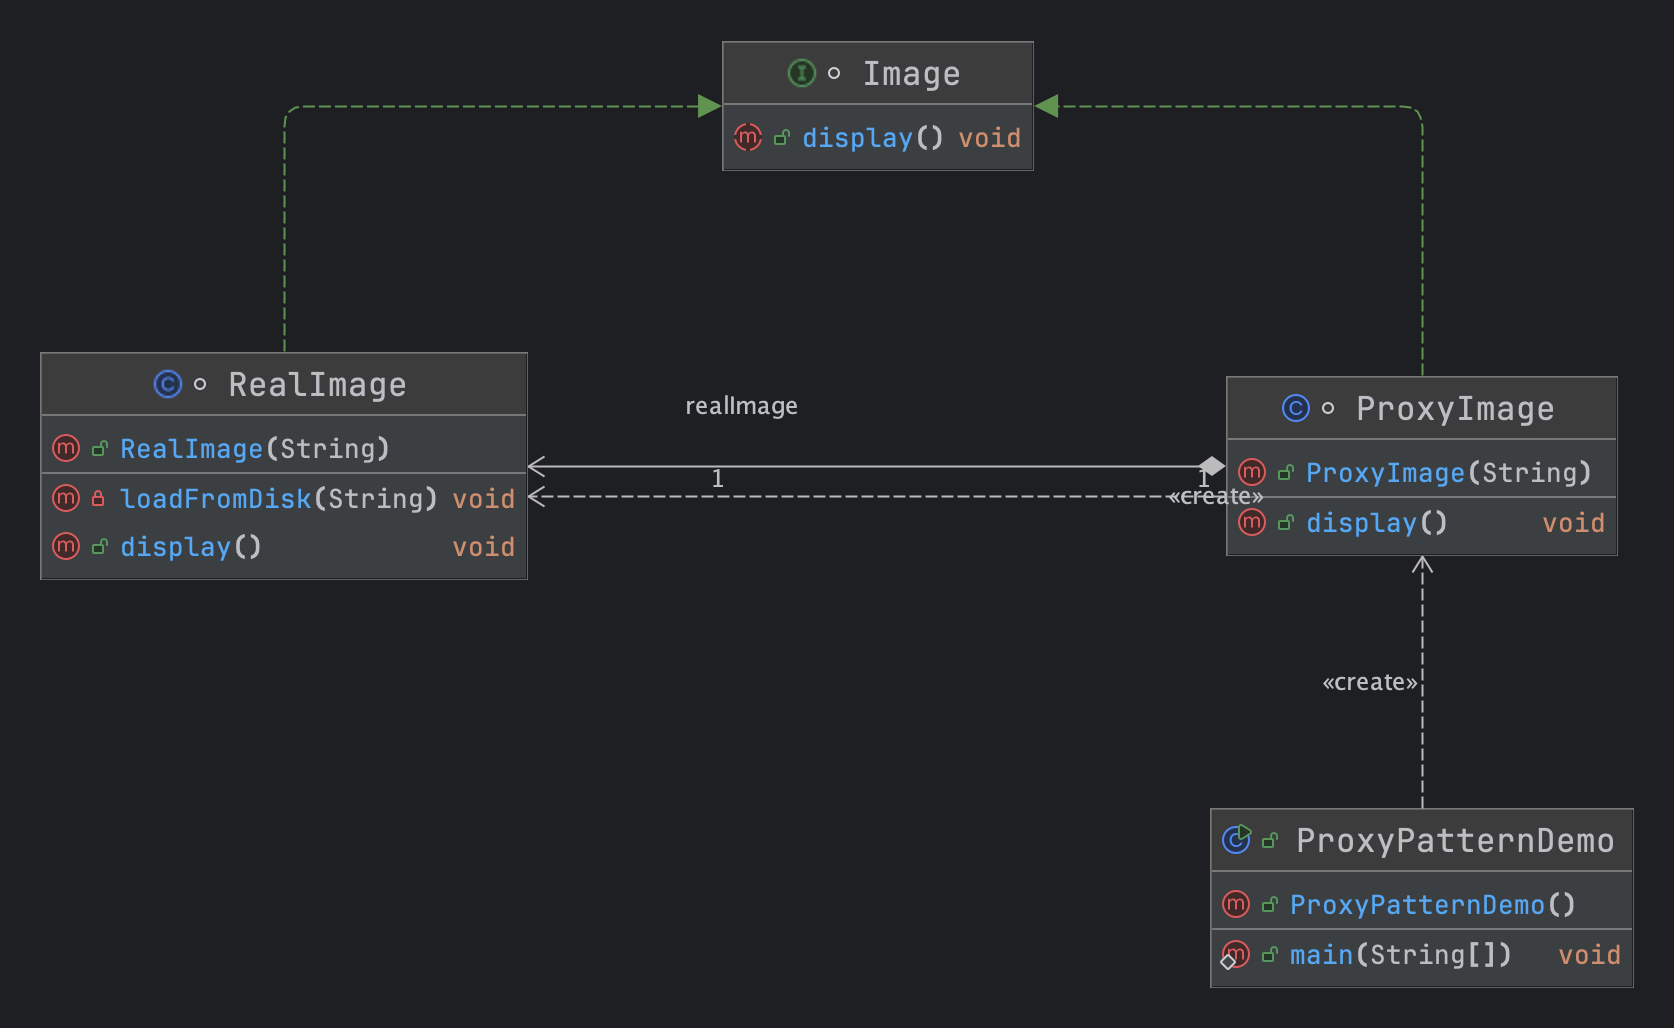 Image
display() void
RealImage
RealImage(String)
loadFromDisk(String) void
display() void
realImage
1
1
«create»
ProxyImage
ProxyImage(String)
display() void
«create»
ProxyPatternDemo
ProxyPatternDemo()
main(String[]) void